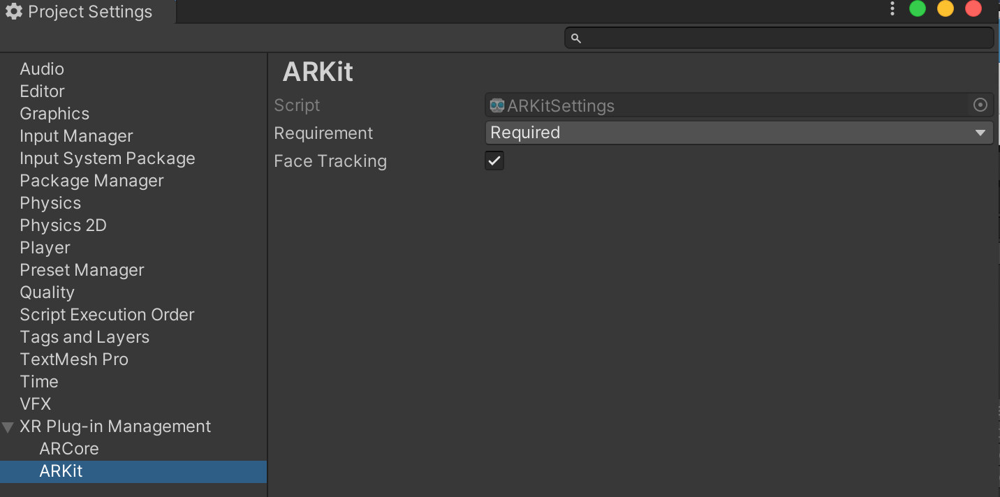 Project Settings
Audio
Editor
Graphics
Input Manager
Input System Package
Package Manager
Physics
Physics 2D
Player
Preset Manager
Quality
Script Execution Order
Tags and Layers
TextMesh Pro
Time
VFX
XR Plug-in Management
ARCore
ARKit
ARKit
Script ARKitSettings
Requirement Required
Face Tracking